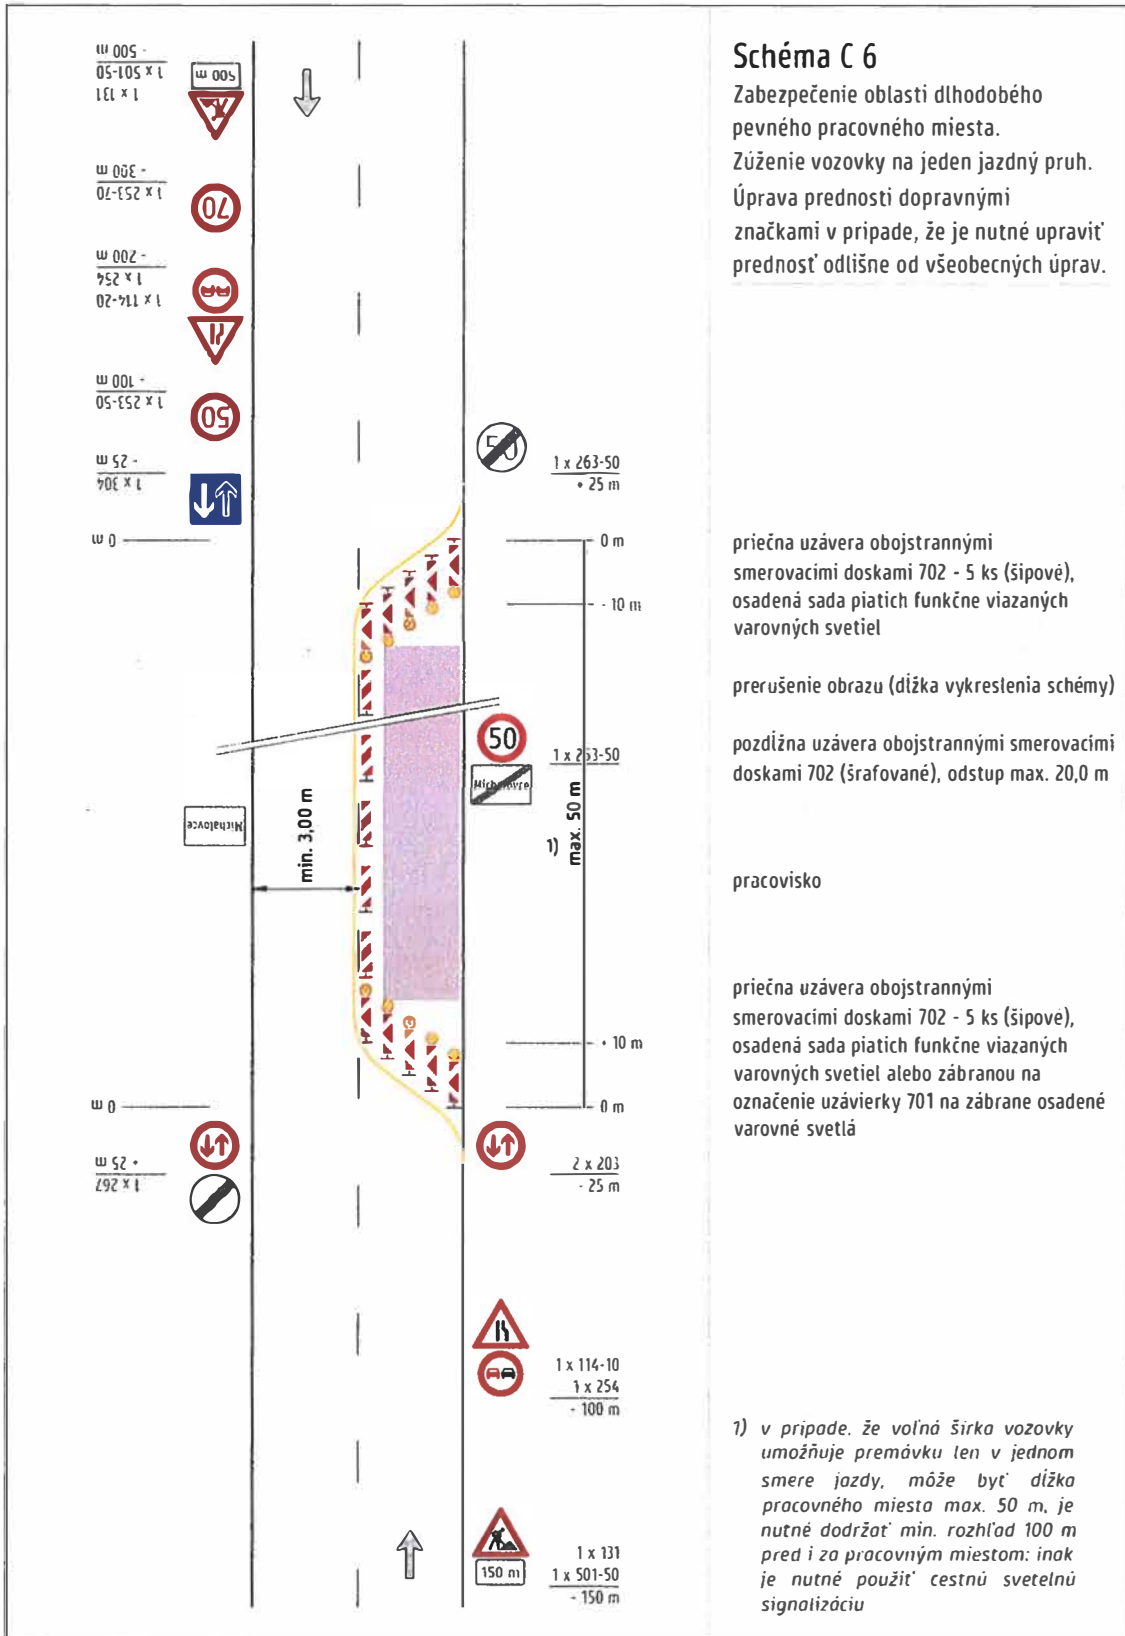 Schéma C 6
Zabezpečenie oblasti dlhodobého
pevného pracovného miesta.
Zúženie vozovky na jeden jazdný pruh.
Úprava prednosti dopravnými
značkami v prípade, že je nutné upraviť
prednosť odlišne od všeobecných úprav.
1 x 131
1 x 501-50
- 500 m
500 m
1 x 253-70
- 300 m
70
1 x 114-20
1 x 254
- 200 m
1 x 253-50
- 100 m
50
1 x 304
- 25 m
0 m
50
1 x 263-50
+ 25 m
0 m
- 10 m
priečna uzávera obojstrannými
smerovacími doskami 702 - 5 ks (šípové),
osadená sada piatich funkčne viazaných
varovných svetiel
prerušenie obrazu (dĺžka vykreslenia schémy)
50
1 x 253-50
Michalovce
pozdĺžna uzávera obojstrannými smerovacími
doskami 702 (šrafované), odstup max. 20,0 m
Michalovce
min. 3,00 m
1) max. 50 m
pracovisko
priečna uzávera obojstrannými
smerovacími doskami 702 - 5 ks (šípové),
osadená sada piatich funkčne viazaných
varovných svetiel alebo zábranou na
označenie uzávierky 701 na zábrane osadené
varovné svetlá
+ 10 m
0 m
0 m
1 x 267
+ 25 m
2 x 203
- 25 m
1 x 114-10
1 x 254
- 100 m
150 m
1 x 131
1 x 501-50
- 150 m
1) v prípade, že voľná šírka vozovky
umožňuje premávku len v jednom
smere jazdy, môže byť dĺžka
pracovného miesta max. 50 m, je
nutné dodržať min. rozhľad 100 m
pred i za pracovným miestom: inak
je nutné použiť cestnú svetelnú
signalizáciu